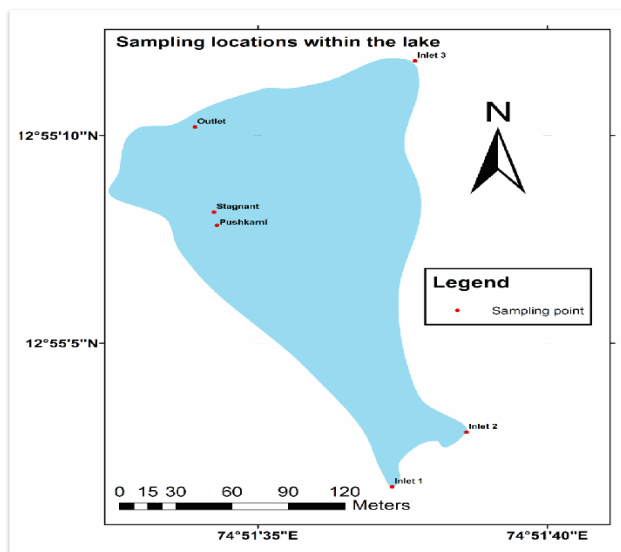 Sampling locations within the lake
Inlet 3
N
Outlet
12°55'10"N
Stagnant
Pushkarni
Legend
Sampling point
12°55'5"N
Inlet 2
Inlet 1
0 15 30 60 90 120
Meters
74°51'35"E
74°51'40"E